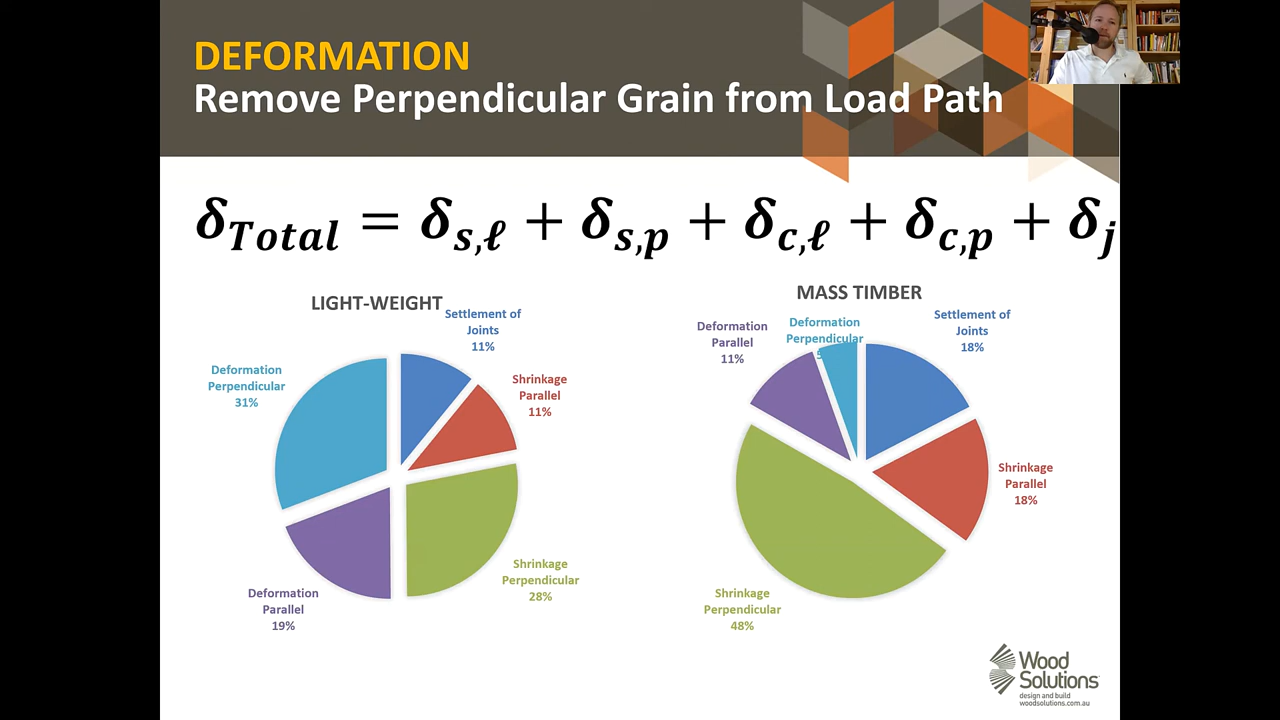 DEFORMATION
Remove Perpendicular Grain from Load Path
δTotal = δs,ℓ + δs,p + δc,ℓ + δc,p + δj
LIGHT-WEIGHT
Settlement of
Joints
11%
Shrinkage
Parallel
11%
Shrinkage
Perpendicular
28%
Deformation
Parallel
19%
Deformation
Perpendicular
31%
MASS TIMBER
Settlement of
Joints
18%
Shrinkage
Parallel
18%
Shrinkage
Perpendicular
48%
Deformation
Parallel
11%
Deformation
Perpendicular
Wood
Solutions
design and build
woodsolutions.com.au